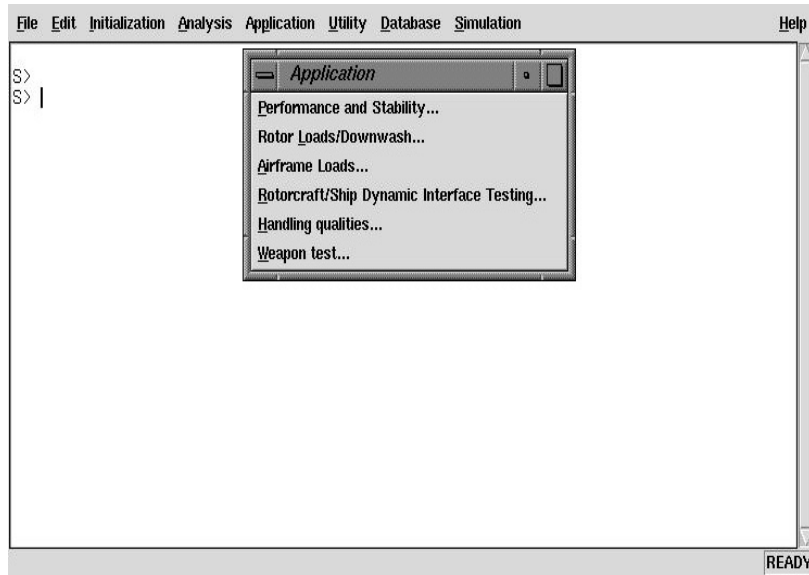 File Edit Initialization Analysis Application Utility Database Simulation Help
S>
S>
Application
Performance and Stability...
Rotor Loads/Downwash...
Airframe Loads...
Rotorcraft/Ship Dynamic Interface Testing...
Handling qualities...
Weapon test...
READY